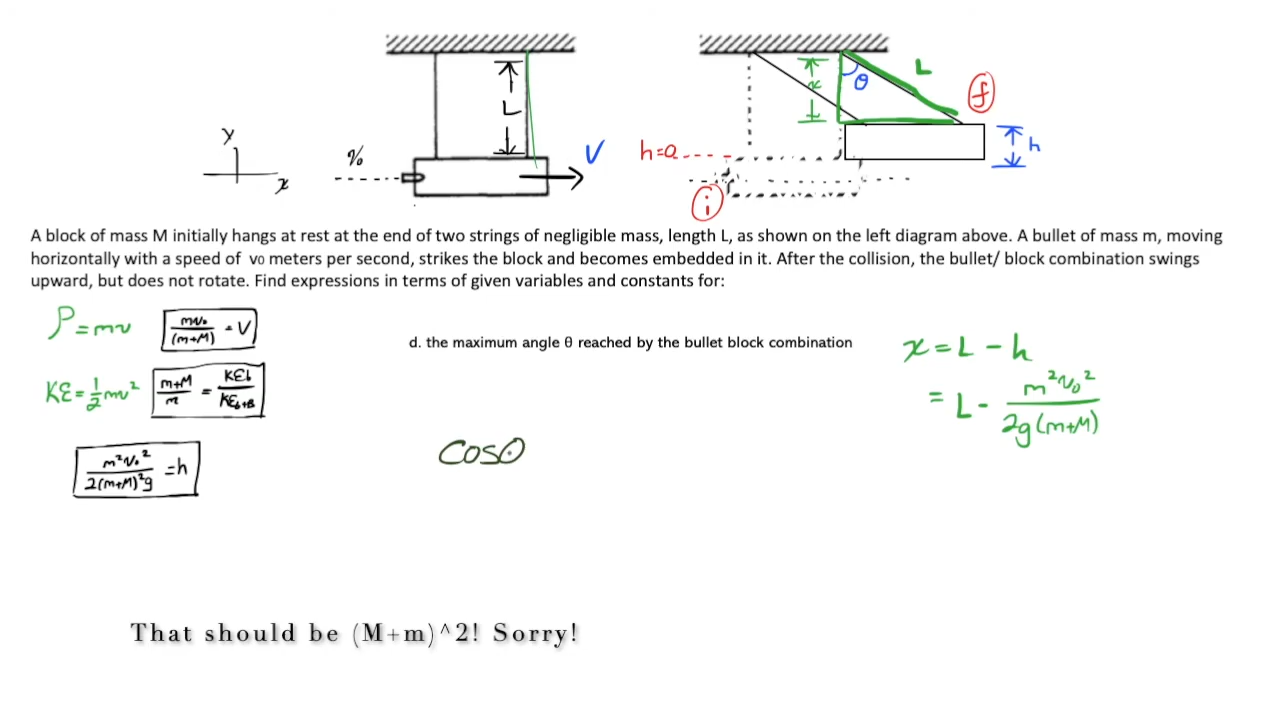 y
x
v₀
L
V
h=0
i
x
θ
L
f
h
A block of mass M initially hangs at rest at the end of two strings of negligible mass, length L, as shown on the left diagram above. A bullet of mass m, moving
horizontally with a speed of v0 meters per second, strikes the block and becomes embedded in it. After the collision, the bullet/ block combination swings
upward, but does not rotate. Find expressions in terms of given variables and constants for:
P = mv
mv₀/(m+M) = V
d. the maximum angle θ reached by the bullet block combination
x = L - h
KE = 1/2 mv²
m+M/m = KEb/KEb+B
= L - m²v₀²/2g(m+M)
cosθ
m²v₀²/2(m+M)²g = h
That should be (M+m)^2! Sorry!